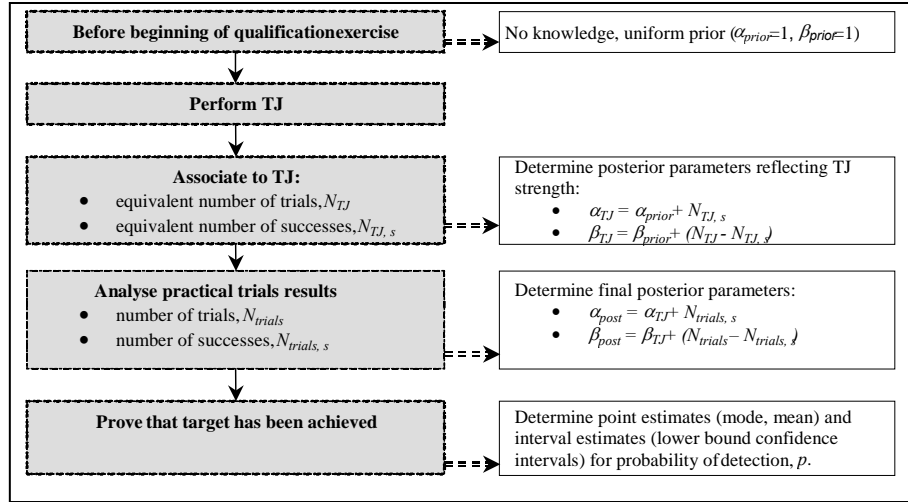 Before beginning of qualificationexercise
No knowledge, uniform prior (αprior=1, βprior=1)
Perform TJ
Associate to TJ:
• equivalent number of trials,NTJ
• equivalent number of successes,NTJ, s
Determine posterior parameters reflecting TJ
strength:
• αTJ = αprior+ NTJ, s
• βTJ = βprior+ (NTJ - NTJ, s)
Analyse practical trials results
• number of trials,Ntrials
• number of successes,Ntrials, s
Determine final posterior parameters:
• αpost = αTJ+ Ntrials, s
• βpost = βTJ+ (Ntrials– Ntrials, s)
Prove that target has been achieved
Determine point estimates (mode, mean) and
interval estimates (lower bound confidence
intervals) for probability of detection, p.